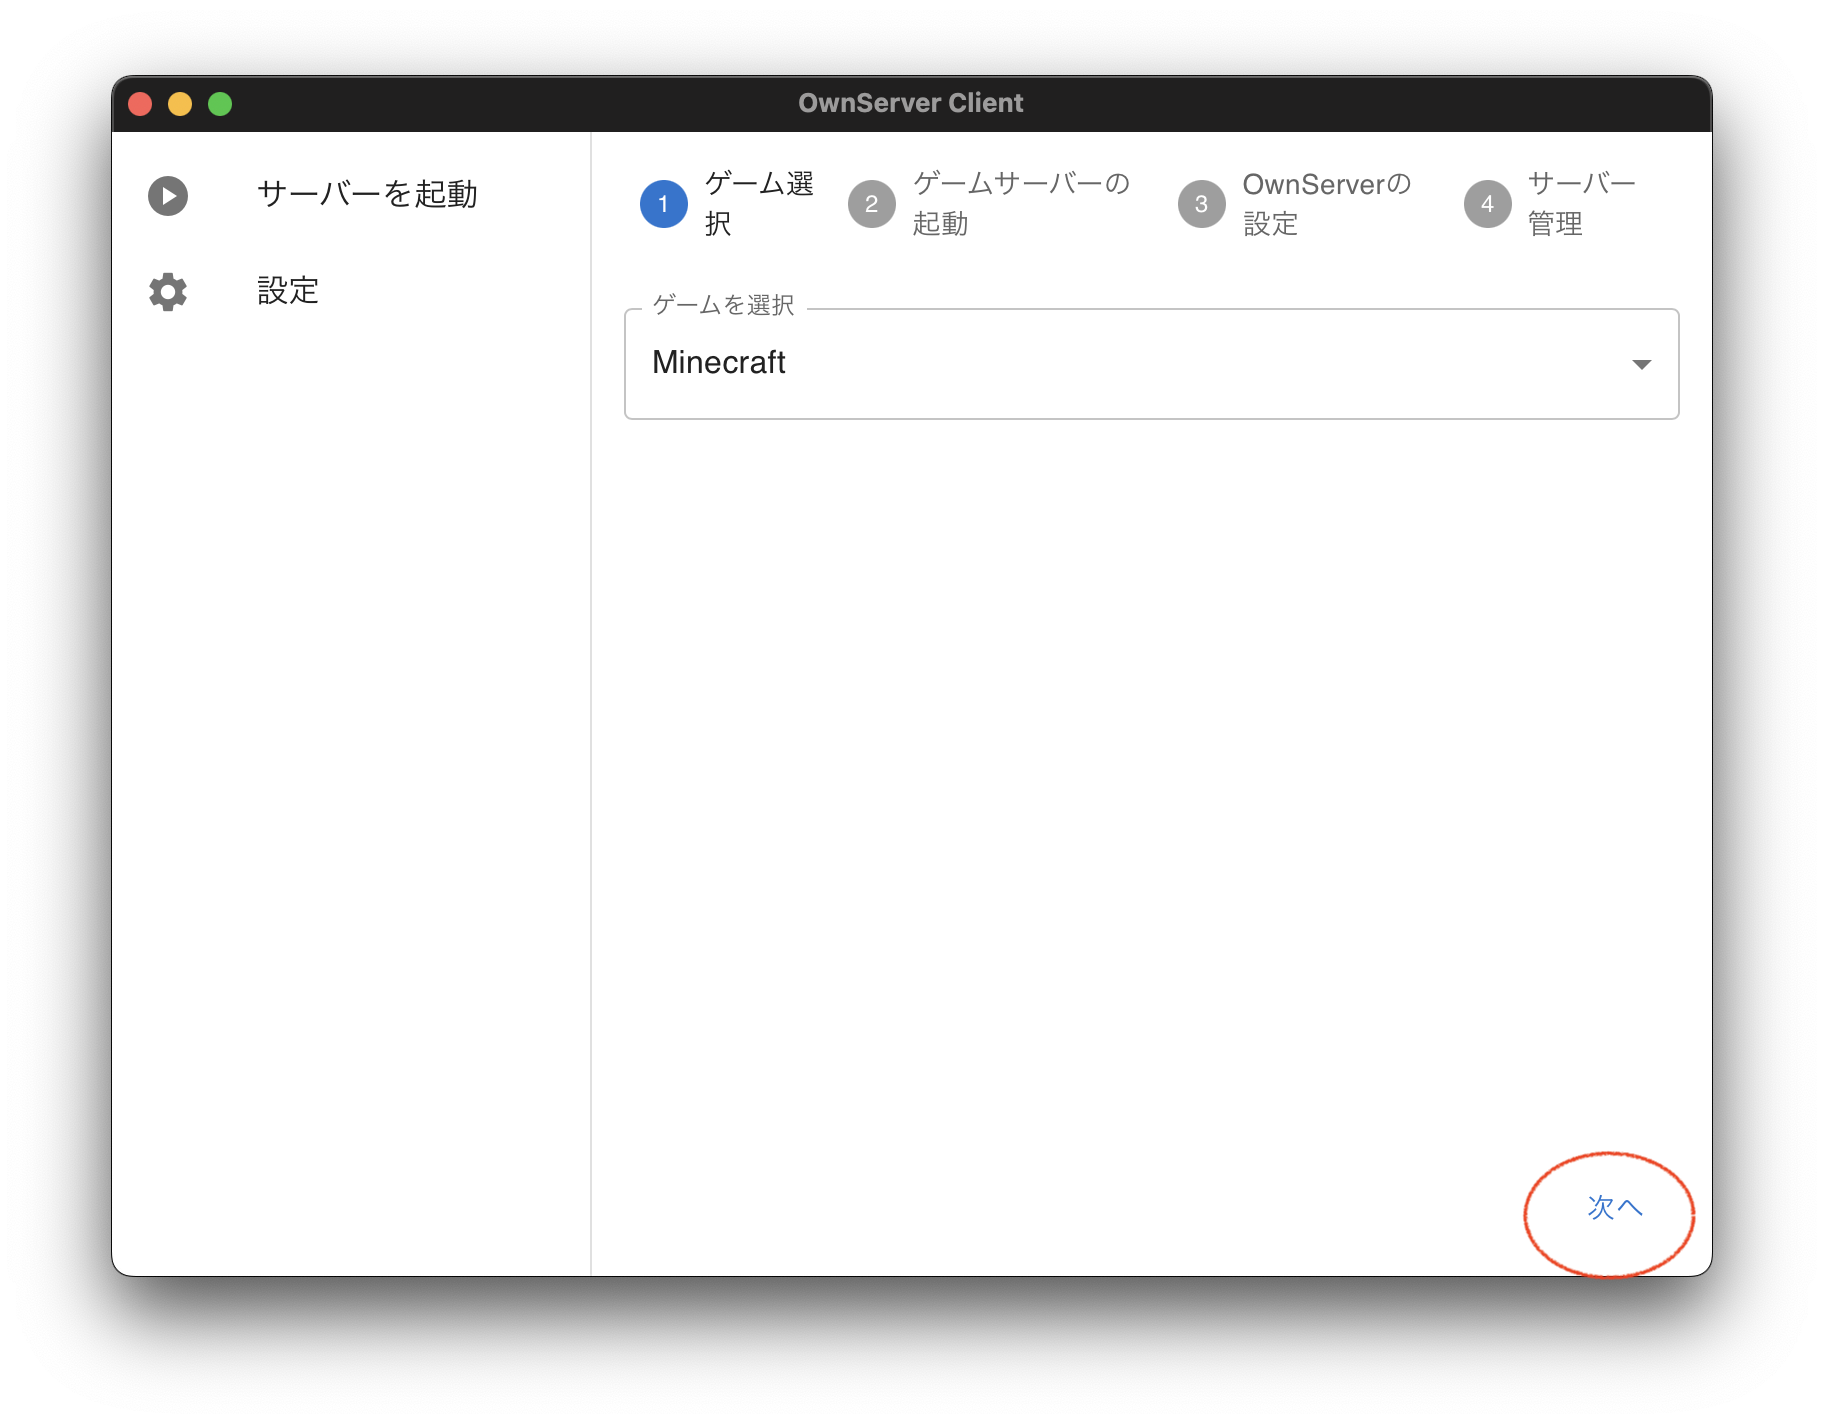 OwnServer Client
サーバーを起動
設定
1
ゲーム選
択
2
ゲームサーバーの
起動
3
OwnServerの
設定
4
サーバー
管理
ゲームを選択
Minecraft
次へ